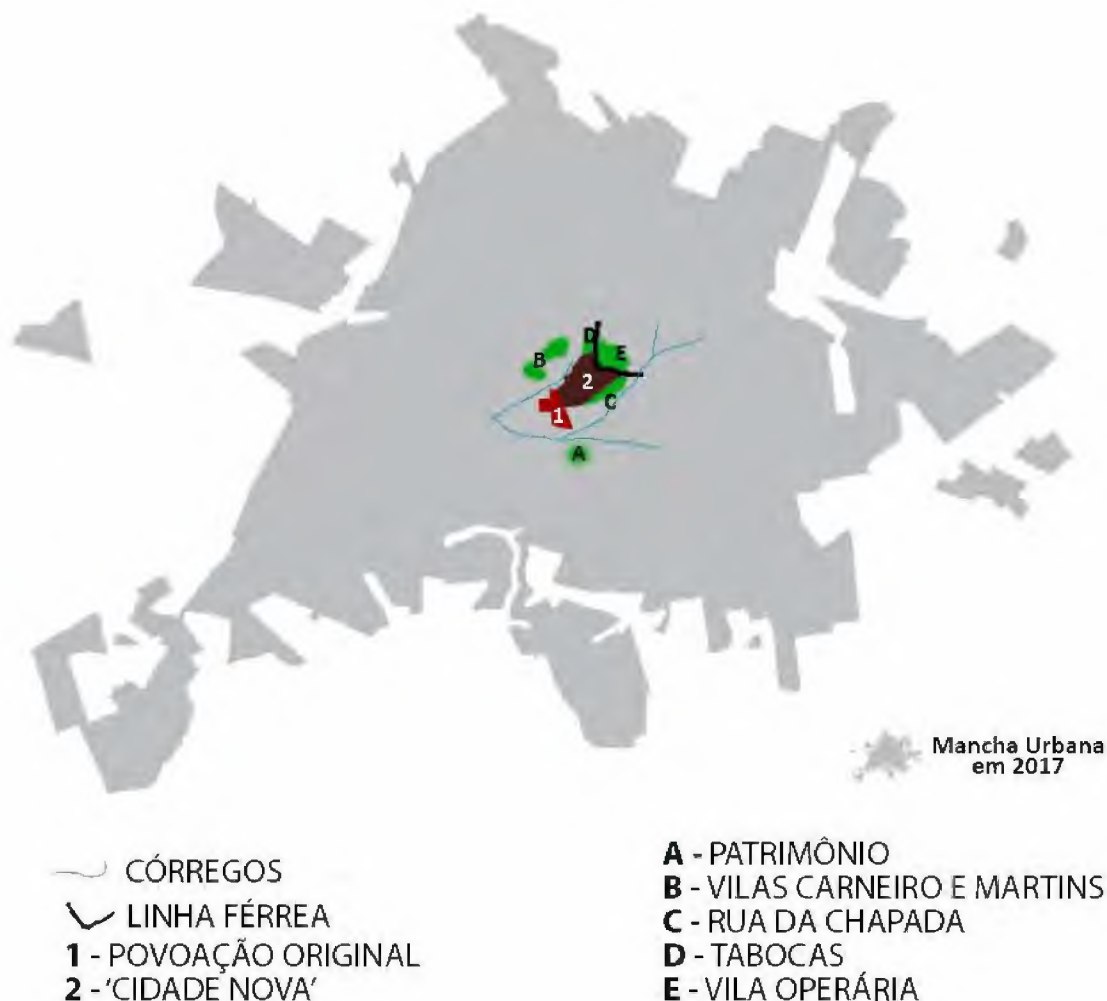 D
B
E
2
C
1
A
Mancha Urbana
em 2017
CÓRREGOS
LINHA FÉRREA
1 - POVOAÇÃO ORIGINAL
2 - 'CIDADE NOVA'
A - PATRIMÔNIO
B - VILAS CARNEIRO E MARTINS
C - RUA DA CHAPADA
D - TABOCAS
E - VILA OPERÁRIA